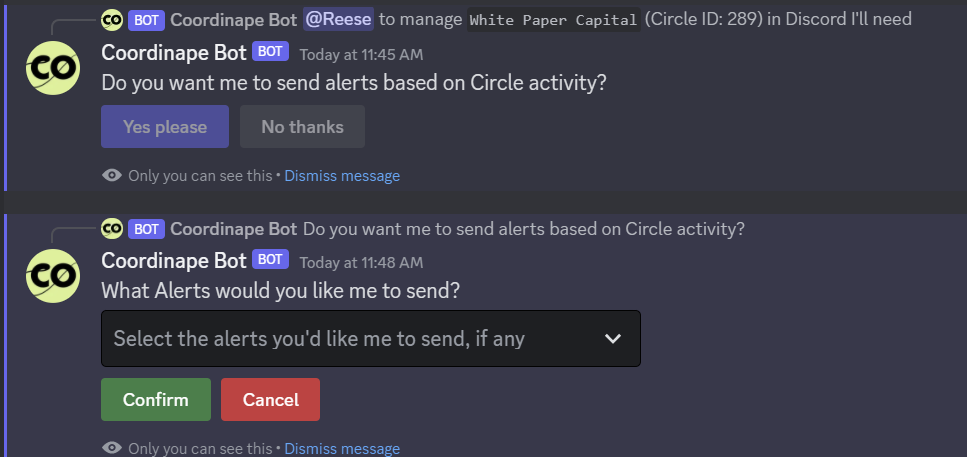 CO BOT Coordinape Bot @Reese to manage White Paper Capital (Circle ID: 289) in Discord I'll need
CO Coordinape Bot BOT Today at 11:45 AM
Do you want me to send alerts based on Circle activity?
Yes please No thanks
Only you can see this • Dismiss message
CO BOT Coordinape Bot Do you want me to send alerts based on Circle activity?
CO Coordinape Bot BOT Today at 11:48 AM
What Alerts would you like me to send?
Select the alerts you'd like me to send, if any
Confirm Cancel
Only you can see this • Dismiss message